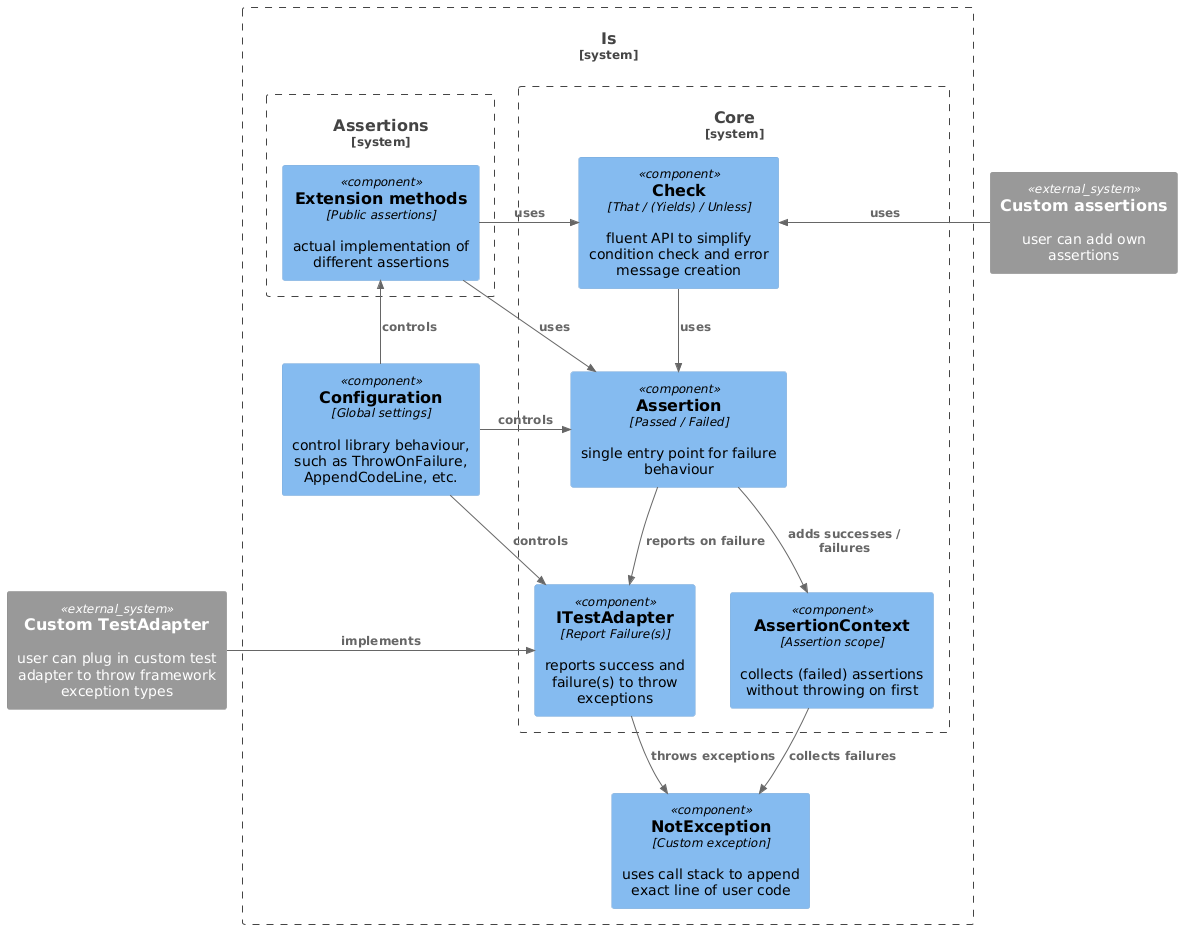 Is
[system]
Assertions
[system]
Core
[system]
«component»
Extension methods
[Public assertions]
actual implementation of
different assertions
uses
«component»
Check
[That / (Yields) / Unless]
fluent API to simplify
condition check and error
message creation
uses
«external_system»
Custom assertions
user can add own
assertions
controls
uses
uses
«component»
Configuration
[Global settings]
control library behaviour,
such as ThrowOnFailure,
AppendCodeLine, etc.
controls
«component»
Assertion
[Passed / Failed]
single entry point for failure
behaviour
controls
reports on failure
adds successes /
failures
«external_system»
Custom TestAdapter
user can plug in custom test
adapter to throw framework
exception types
implements
«component»
ITestAdapter
[Report Failure(s)]
reports success and
failure(s) to throw
exceptions
«component»
AssertionContext
[Assertion scope]
collects (failed) assertions
without throwing on first
throws exceptions
collects failures
«component»
NotException
[Custom exception]
uses call stack to append
exact line of user code